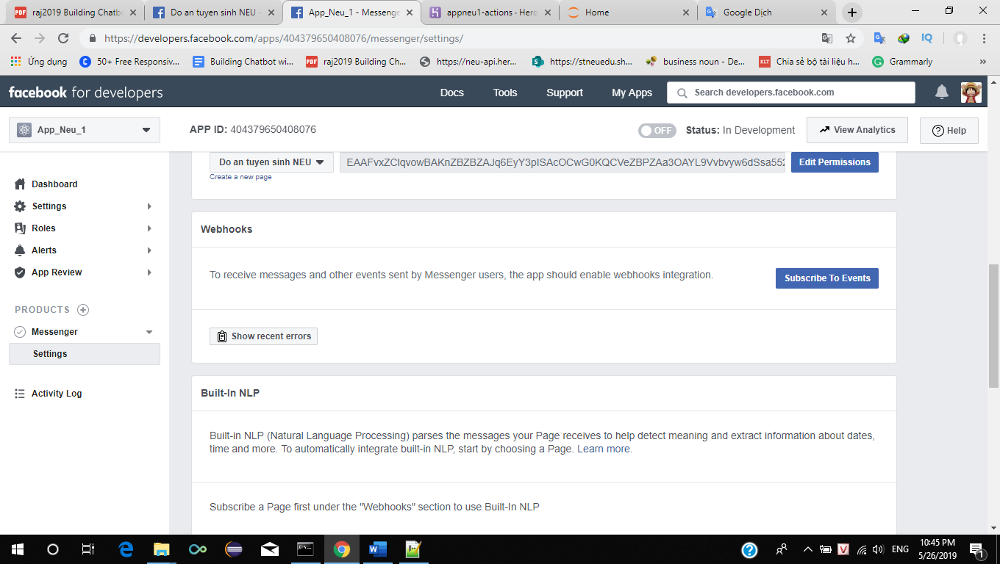 raj2019 Building Chatb
Do an tuyen sinh NEU -
App_Neu_1 - Messenge
appneu1-actions · Hero
Home
Google Dịch
https://developers.facebook.com/apps/404379650408076/messenger/settings/
Ứng dụng
50+ Free Responsiv...
Building Chatbot wi...
raj2019 Building Ch...
https://neu-api.her...
https://stneuedu.sh...
business noun - De...
Chia sẻ bộ tài liệu h...
Grammarly
facebook for developers
Docs
Tools
Support
My Apps
Search developers.facebook.com
App_Neu_1
APP ID: 404379650408076
OFF
Status: In Development
View Analytics
Help
Do an tuyen sinh NEU
EAAFvxZClqvowBAKnZBZBZAJq6EyY3pISAcOCwG0KQCVeZBPZAa3OAYL9Vvbvyw6dSsa552
Edit Permissions
Create a new page
Dashboard
Settings
Roles
Alerts
App Review
PRODUCTS
Messenger
Settings
Activity Log
Webhooks
To receive messages and other events sent by Messenger users, the app should enable webhooks integration.
Subscribe To Events
Show recent errors
Built-In NLP
Built-in NLP (Natural Language Processing) parses the messages your Page receives to help detect meaning and extract information about dates,
time and more. To automatically integrate built-in NLP, start by choosing a Page. Learn more.
Subscribe a Page first under the "Webhooks" section to use Built-In NLP
ENG
10:45 PM
5/26/2019
1